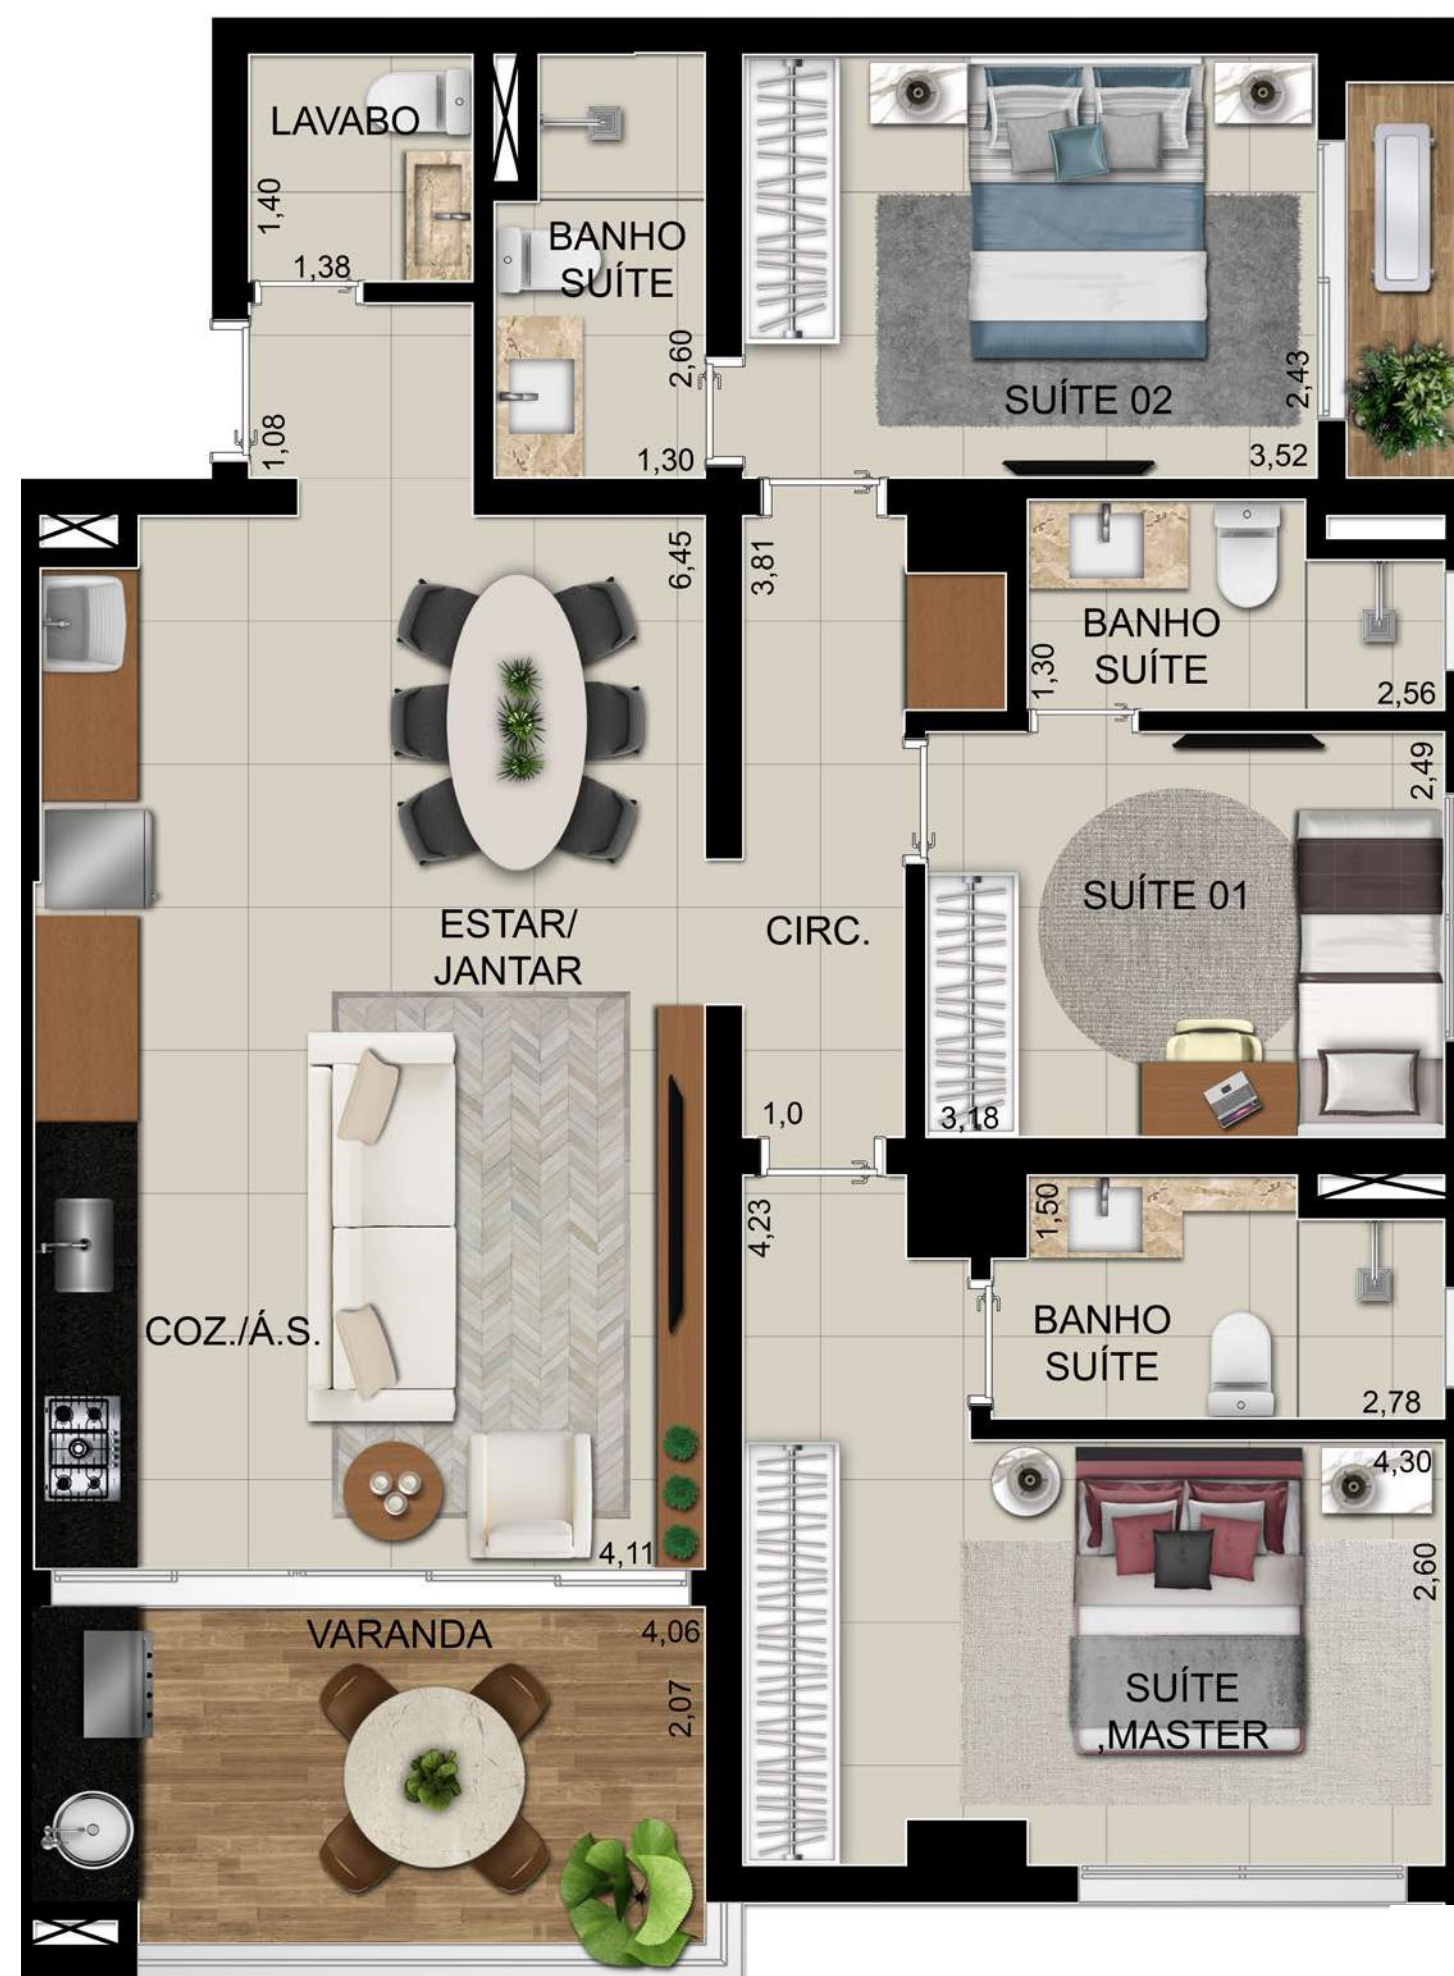 LAVABO
1,40
1,38
BANHO
SUÍTE
2,60
1,30
1,08
SUÍTE 02
2,43
3,52
6,45
3,81
BANHO
SUÍTE
1,30
2,56
2,49
SUÍTE 01
3,18
ESTAR/
JANTAR
CIRC.
1,0
4,23
1,50
BANHO
SUÍTE
2,78
COZ./Á.S.
4,11
4,30
2,60
SUÍTE
,MASTER
VARANDA
4,06
2,07